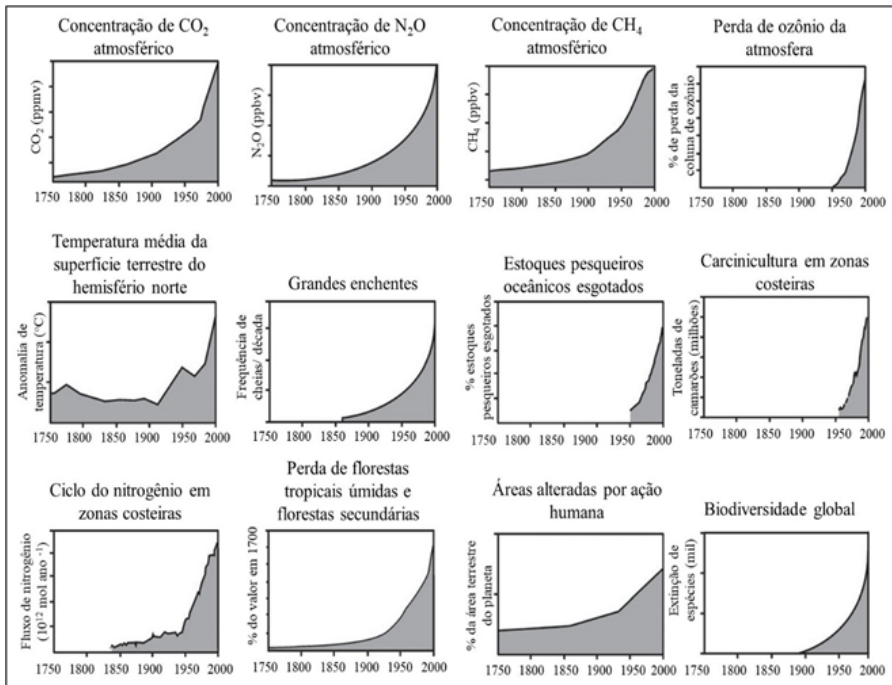 Concentração de CO₂
atmosférico
CO₂ (ppmv)
1750 1800 1850 1900 1950 2000
Concentração de N₂O
atmosférico
N₂O (ppbv)
1750 1800 1850 1900 1950 2000
Concentração de CH₄
atmosférico
CH₄ (ppbv)
1750 1800 1850 1900 1950 2000
Perda de ozônio da
atmosfera
% de perda da
coluna de ozônio
1750 1800 1850 1900 1950 2000
Temperatura média da
superfície terrestre do
hemisfério norte
Anomalia de
temperatura (°C)
1750 1800 1850 1900 1950 2000
Grandes enchentes
Frequência de
cheias/ década
1750 1800 1850 1900 1950 2000
Estoques pesqueiros
oceânicos esgotados
% estoques
pesqueiros esgotados
1750 1800 1850 1900 1950 2000
Carcinicultura em zonas
costeiras
Toneladas de
camarões (milhões)
1750 1800 1850 1900 1950 2000
Ciclo do nitrogênio em
zonas costeiras
Fluxo de nitrogênio
(10¹² mol ano ⁻¹)
1750 1800 1850 1900 1950 2000
Perda de florestas
tropicais úmidas e
florestas secundárias
% do valor em 1700
1750 1800 1850 1900 1950 2000
Áreas alteradas por ação
humana
% da área terrestre
do planeta
1750 1800 1850 1900 1950 2000
Biodiversidade global
Extinção de
espécies (mil)
1750 1800 1850 1900 1950 2000